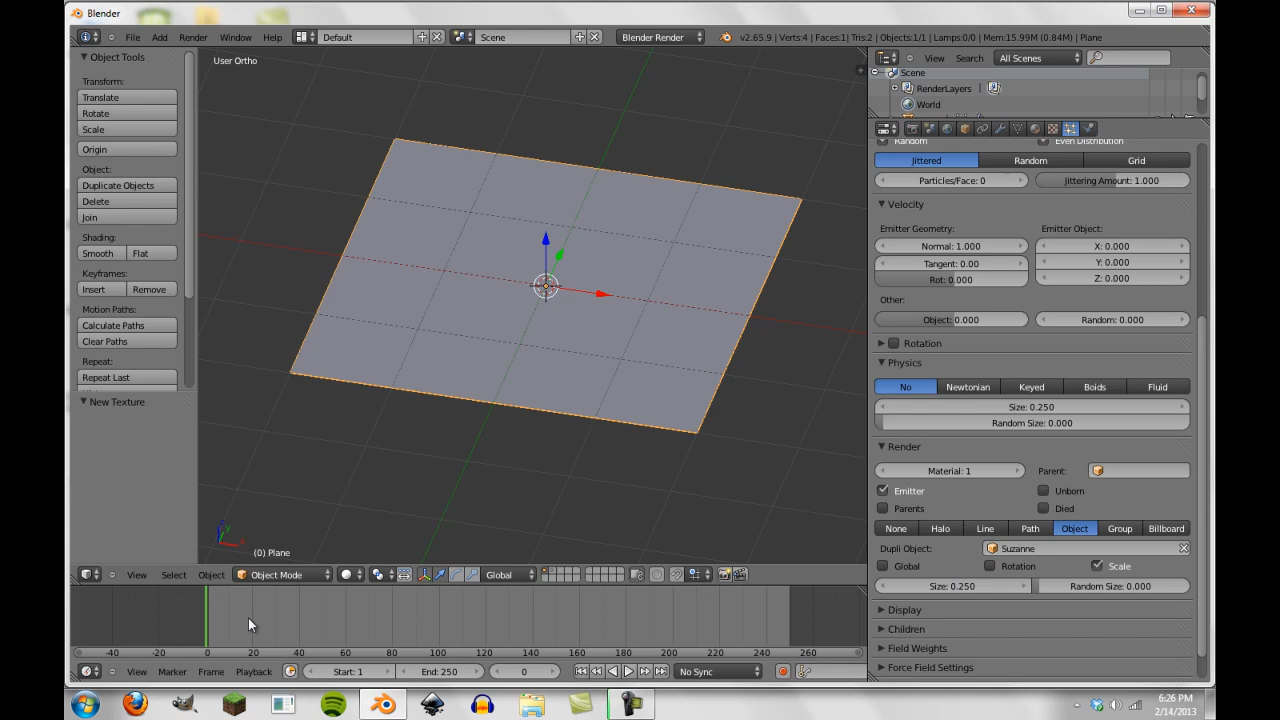 Blender
File Add Render Window Help Default Scene Blender Render v2.65.9 | Verts:4 | Faces:1 | Tris:2 | Objects:1/1 | Lamps:0/0 | Mem:15.99M (0.84M) | Plane
Object Tools
Transform:
Translate
Rotate
Scale
Origin
Object:
Duplicate Objects
Delete
Join
Shading:
Smooth Flat
Keyframes:
Insert Remove
Motion Paths:
Calculate Paths
Clear Paths
Repeat:
Repeat Last
New Texture
User Ortho
(0) Plane
View Select Object Object Mode Global
-40 -20 0 20 40 60 80 100 120 140 160 180 200 220 240 260
View Marker Frame Playback Start: 1 End: 250 0 No Sync
View Search All Scenes
Scene
RenderLayers
World
Random Even Distribution
Jittered Random Grid
Particles/Face: 0 Jittering Amount: 1.000
Velocity
Emitter Geometry: Emitter Object:
Normal: 1.000 X: 0.000
Tangent: 0.00 Y: 0.000
Rot: 0.000 Z: 0.000
Other:
Object: 0.000 Random: 0.000
Rotation
Physics
No Newtonian Keyed Boids Fluid
Size: 0.250
Random Size: 0.000
Render
Material: 1 Parent:
Emitter Unborn
Parents Died
None Halo Line Path Object Group Billboard
Dupli Object: Suzanne
Global Rotation Scale
Size: 0.250 Random Size: 0.000
Display
Children
Field Weights
Force Field Settings
6:26 PM
2/14/2013